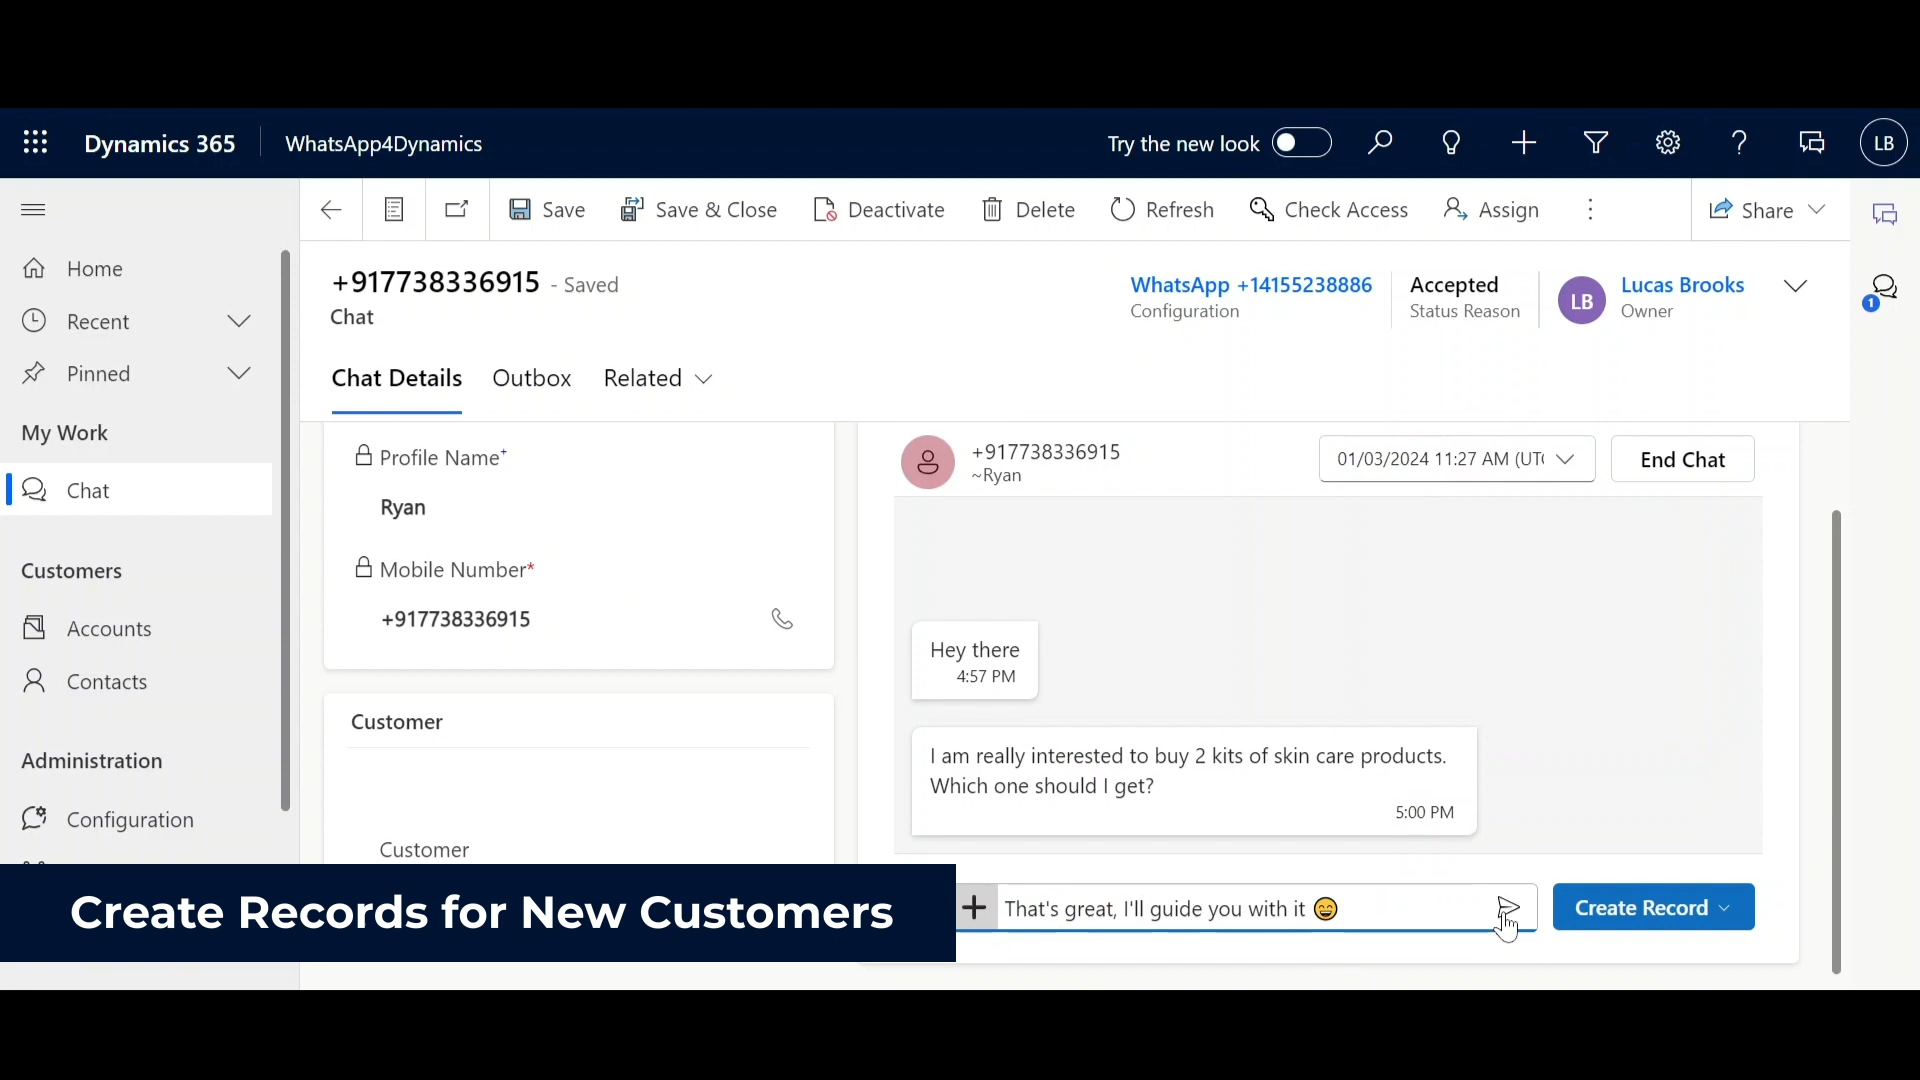 Dynamics 365
WhatsApp4Dynamics
Try the new look
LB
Save
Save & Close
Deactivate
Delete
Refresh
Check Access
Assign
Share
Home
Recent
Pinned
My Work
Chat
Customers
Accounts
Contacts
Administration
Configuration
+917738336915 - Saved
Chat
WhatsApp +14155238886
Configuration
Accepted
Status Reason
LB
Lucas Brooks
Owner
1
Chat Details
Outbox
Related
Profile Name+
Ryan
Mobile Number*
+917738336915
Customer
Customer
+917738336915
~Ryan
01/03/2024 11:27 AM (UTC
End Chat
Hey there
4:57 PM
I am really interested to buy 2 kits of skin care products.
Which one should I get?
5:00 PM
That's great, I'll guide you with it 😄
Create Record
Create Records for New Customers